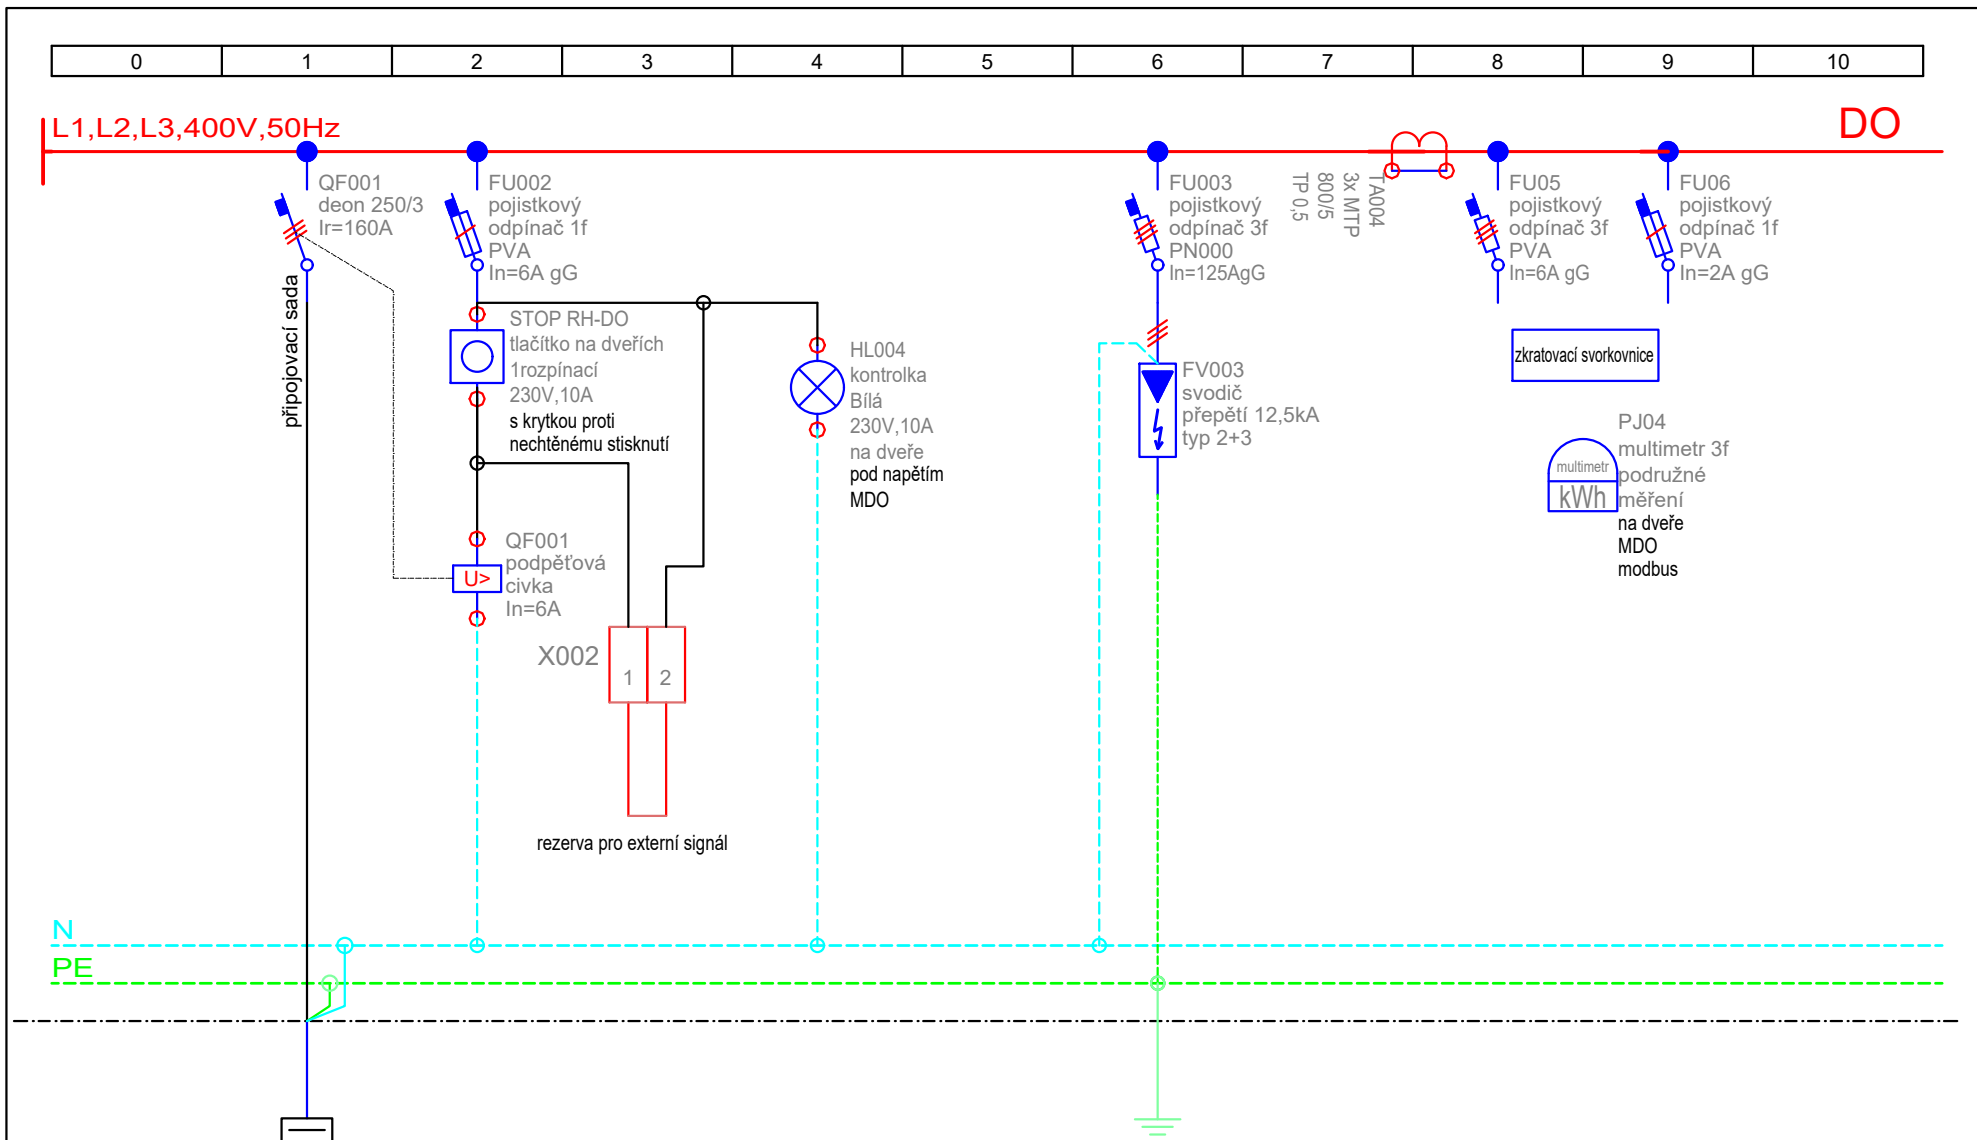 0 1 2 3 4 5 6 7 8 9 10
L1,L2,L3,400V,50Hz
DO
QF001
deon 250/3
Ir=160A
připojovací sada
FU002
pojistkový
odpínač 1f
PVA
In=6A gG
STOP RH-DO
tlačítko na dveřích
1rozpínací
230V,10A
s krytkou proti
nechtěnému stisknutí
QF001
podpěťová
civka
In=6A
U>
X002
1 2
rezerva pro externí signál
HL004
kontrolka
Bílá
230V,10A
na dveře
pod napětím
MDO
FU003
pojistkový
odpínač 3f
PN000
In=125AgG
FV003
svodič
přepětí 12,5kA
typ 2+3
TA004
3x MTP
800/5
TP 0,5
FU05
pojistkový
odpínač 3f
PVA
In=6A gG
FU06
pojistkový
odpínač 1f
PVA
In=2A gG
zkratovací svorkovnice
multimetr
kWh
PJ04
multimetr 3f
podružné
měření
na dveře
MDO
modbus
N
PE